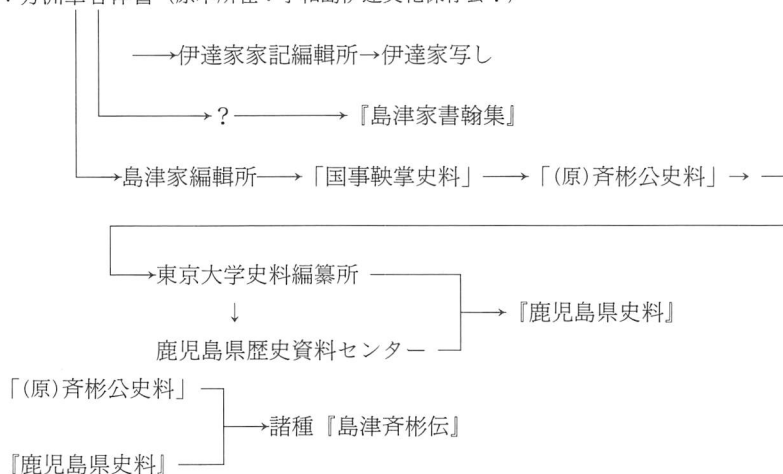 →伊達家家記編輯所→伊達家写し
→?→『島津家書翰集』
→島津家編輯所→「国事鞅掌史料」→「(原)斉彬公史料」→
→東京大学史料編纂所
→『鹿児島県史料』
↓
鹿児島県歴史資料センター
「(原)斉彬公史料」
→諸種『島津斉彬伝』
『鹿児島県史料』